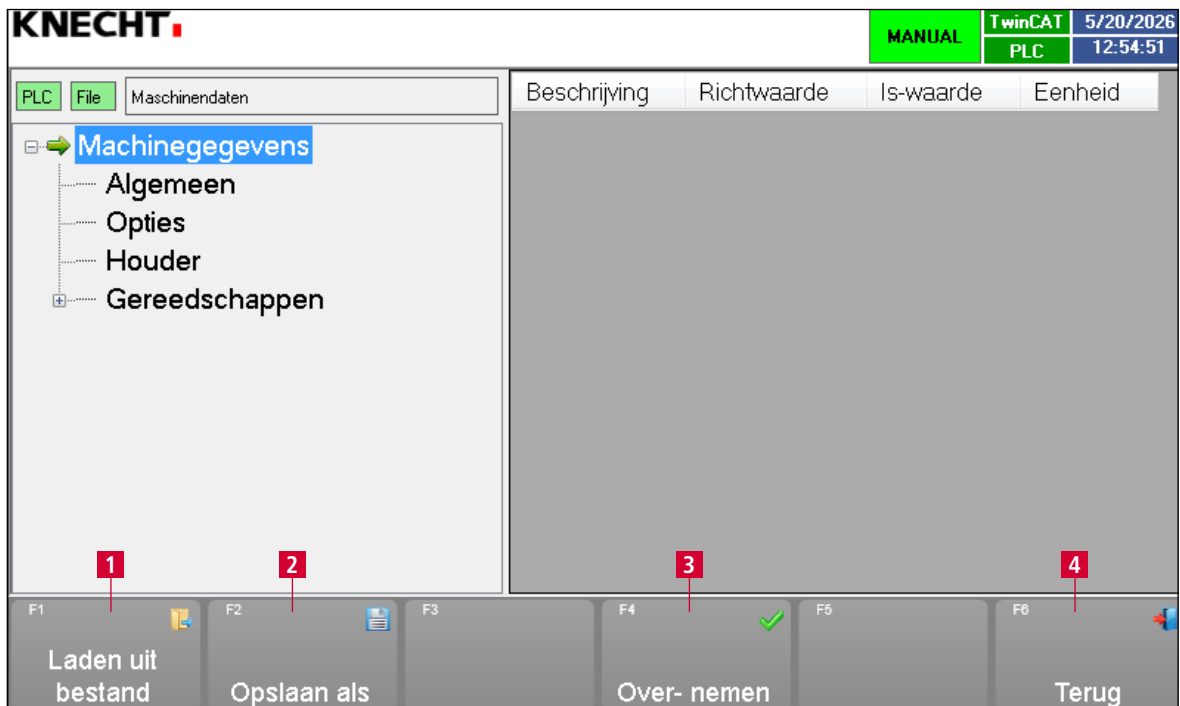 KNECHT
MANUAL
TwinCAT
5/20/2026
PLC
12:54:51
PLC
File
Maschinendaten
Beschrijving
Richtwaarde
Is-waarde
Eenheid
Machinegegevens
Algemeen
Opties
Houder
Gereedschappen
1
2
3
4
F1
F2
F3
F4
F5
F6
Laden uit
bestand
Opslaan als
Over- nemen
Terug